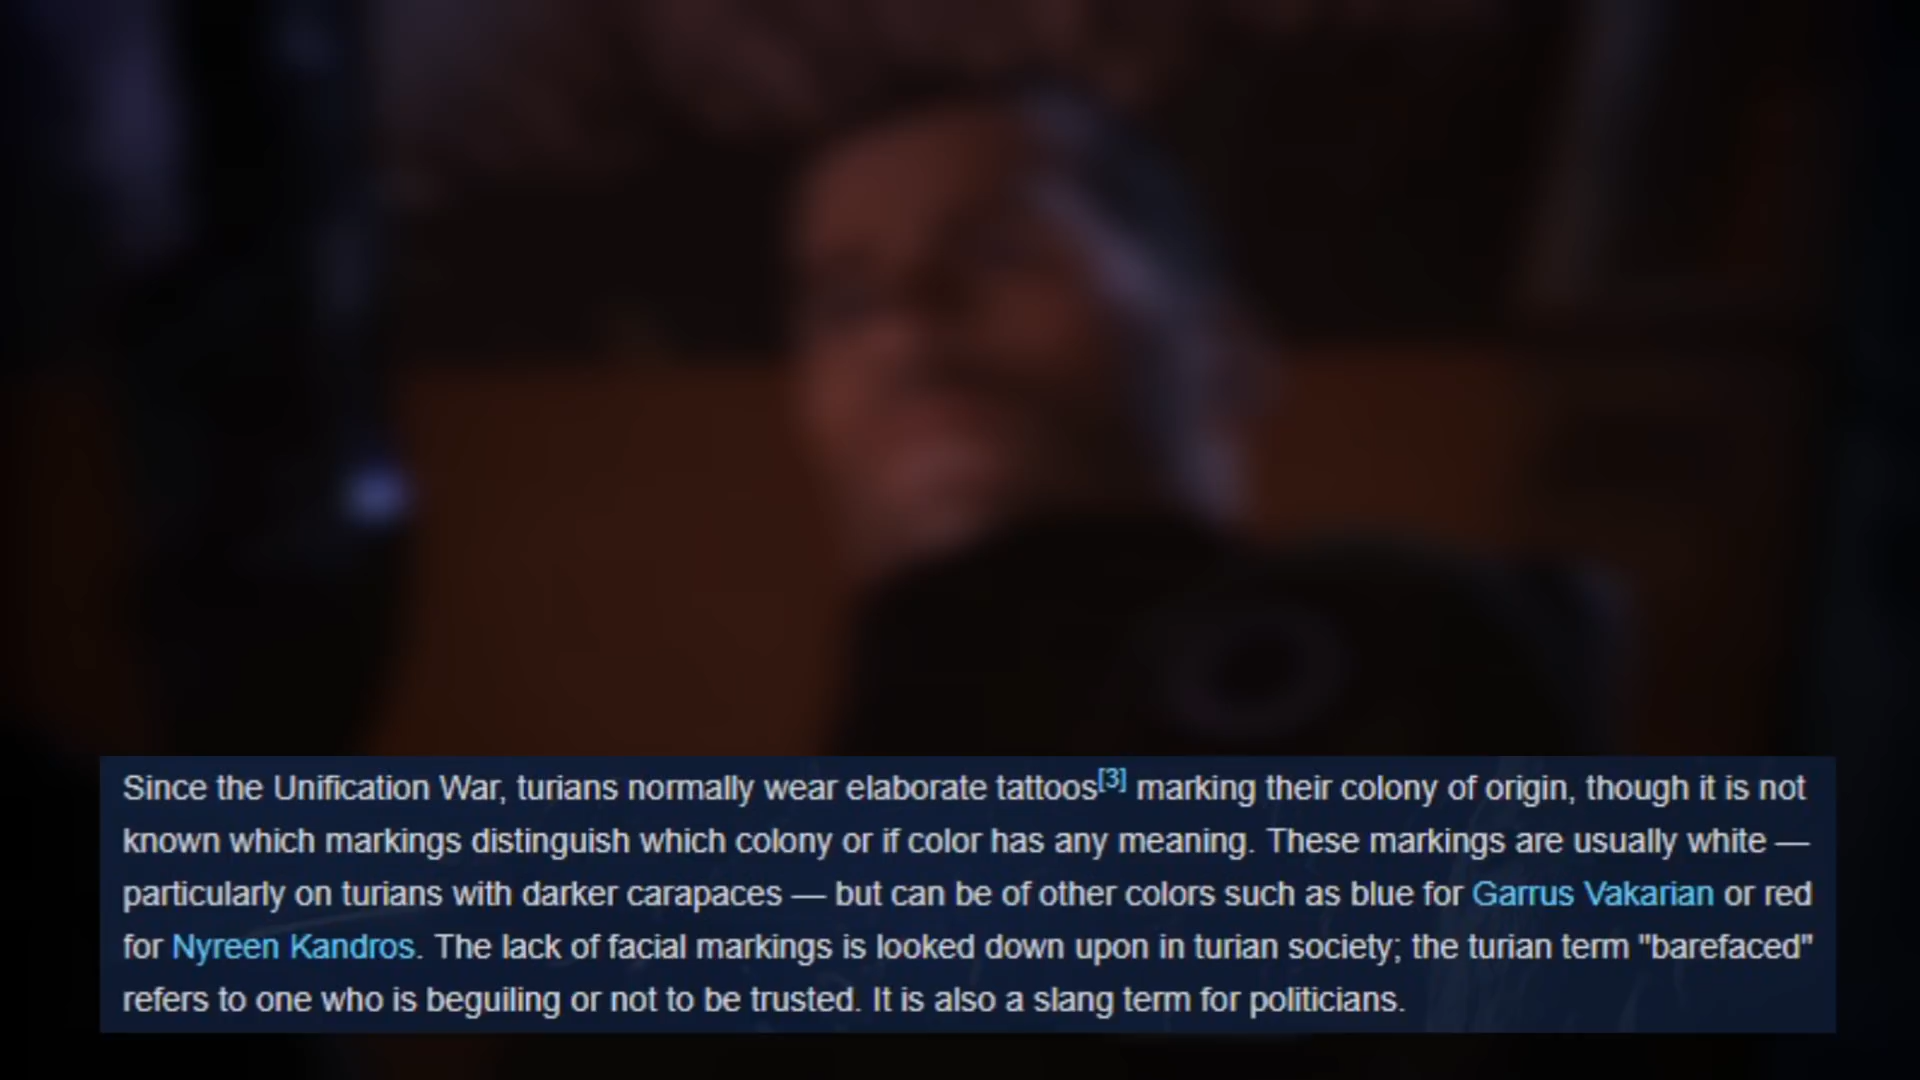 Since the Unification War, turians normally wear elaborate tattoos[3] marking their colony of origin, though it is not
known which markings distinguish which colony or if color has any meaning. These markings are usually white —
particularly on turians with darker carapaces — but can be of other colors such as blue for Garrus Vakarian or red
for Nyreen Kandros. The lack of facial markings is looked down upon in turian society; the turian term "barefaced"
refers to one who is beguiling or not to be trusted. It is also a slang term for politicians.